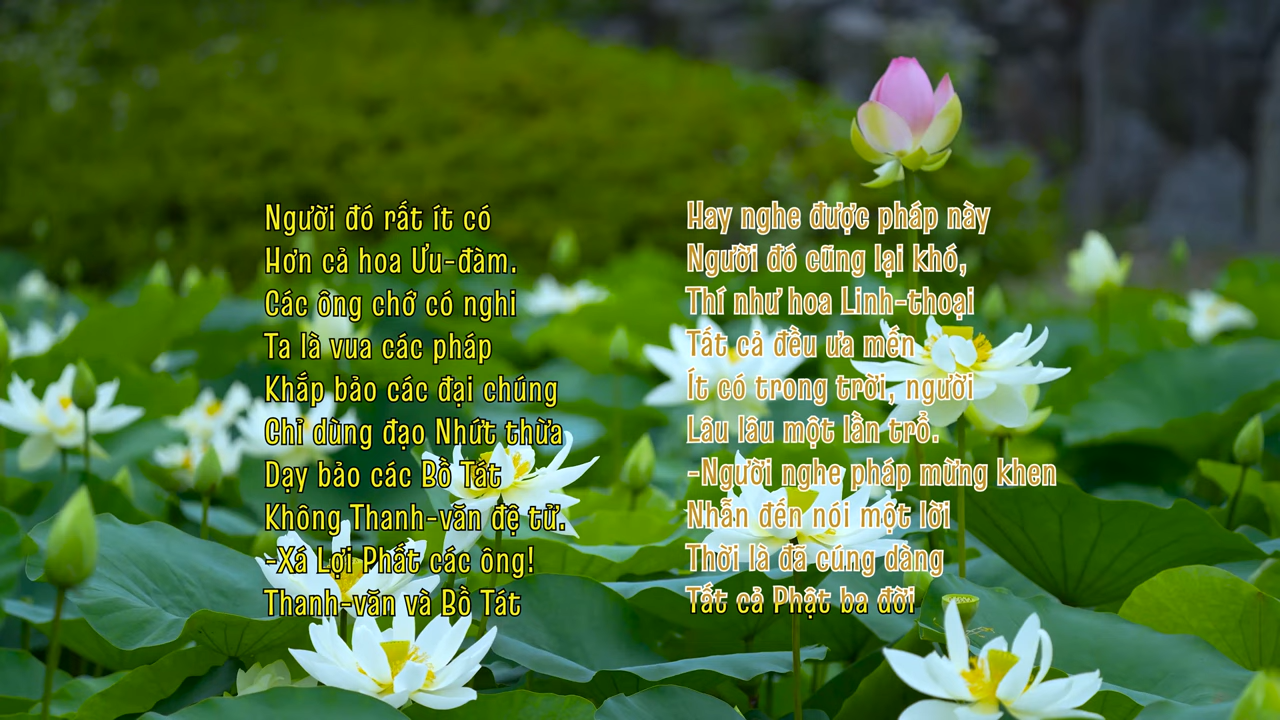 Người đó rất ít có
Hơn cả hoa Ưu-đàm.
Các ông chớ có nghi
Ta là vua các pháp
Khắp bảo các đại chúng
Chỉ dùng đạo Nhứt thừa
Dạy bảo các Bồ Tát
Không Thanh-văn đệ tử.
-Xá Lợi Phất các ông!
Thanh-văn và Bồ Tát
Hay nghe được pháp này
Người đó cũng lại khó,
Thí như hoa Linh-thoại
Tất cả đều ưa mến
Ít có trong trời, người
Lâu lâu một lần trổ.
-Người nghe pháp mừng khen
Nhẫn đến nói một lời
Thời là đã cúng dàng
Tất cả Phật ba đời